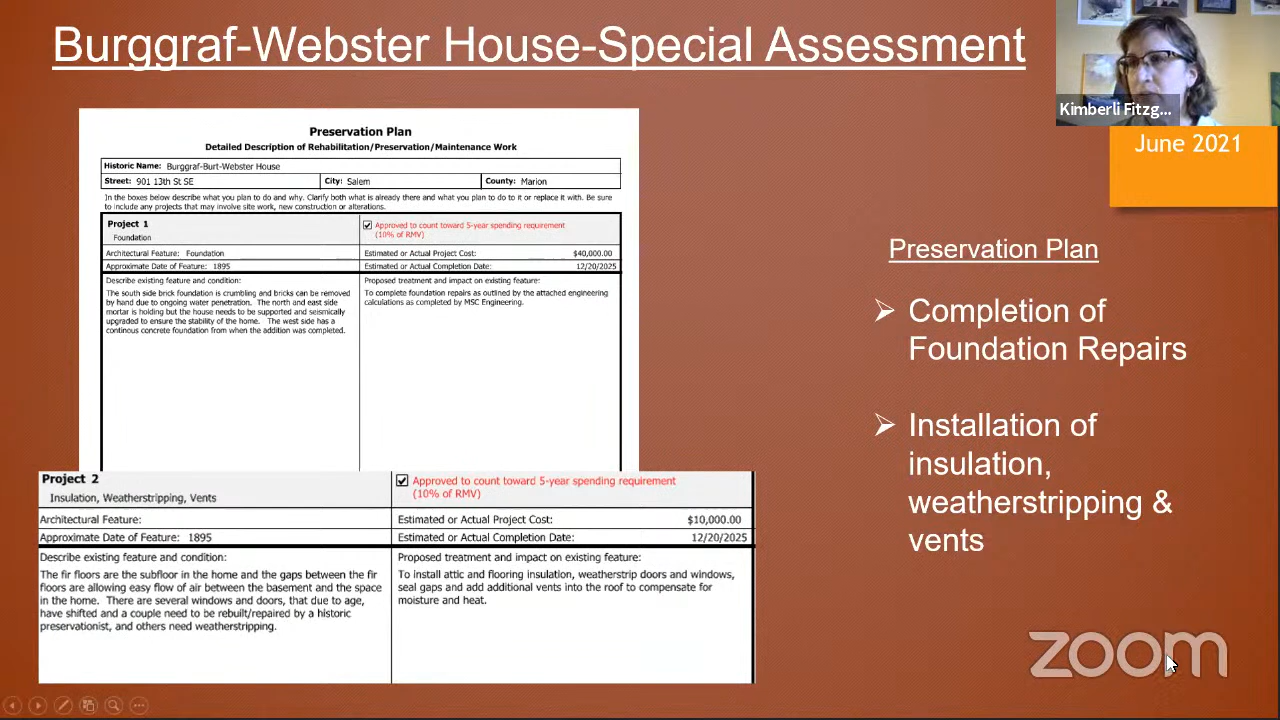 Burggraf-Webster House-Special Assessment
Kimberli Fitzg...
June 2021
Preservation Plan
Detailed Description of Rehabilitation/Preservation/Maintenance Work
Historic Name: Burggraf-Burt-Webster House
Street: 901 13th St SE City: Salem County: Marion
In the boxes below describe what you plan to do and why. Clarify both what is already there and what you plan to do to it or replace it with. Be sure
to include any projects that may involve site work, new construction or alterations.
Project 1
Foundation
Approved to count toward 5-year spending requirement
(10% of RMV)
Architectural Feature: Foundation
Estimated or Actual Project Cost: $40,000.00
Approximate Date of Feature: 1895
Estimated or Actual Completion Date: 12/20/2025
Describe existing feature and condition:
The south side brick foundation is crumbling and bricks can be removed
by hand due to ongoing water penetration. The north and east side
mortar is holding but the house needs to be supported and seismically
upgraded to ensure the stability of the home. The west side has a
continous concrete foundation from when the addition was completed.
Proposed treatment and impact on existing feature:
To complete foundation repairs as outlined by the attached engineering
calculations as completed by MSC Engineering.
Project 2
Insulation, Weatherstripping, Vents
Approved to count toward 5-year spending requirement
(10% of RMV)
Architectural Feature:
Estimated or Actual Project Cost: $10,000.00
Approximate Date of Feature: 1895
Estimated or Actual Completion Date: 12/20/2025
Describe existing feature and condition:
The fir floors are the subfloor in the home and the gaps between the fir
floors are allowing easy flow of air between the basement and the space
in the home. There are several windows and doors, that due to age,
have shifted and a couple need to be rebuilt/repaired by a historic
preservationist, and others need weatherstripping.
Proposed treatment and impact on existing feature:
To install attic and flooring insulation, weatherstrip doors and windows,
seal gaps and add additional vents into the roof to compensate for
moisture and heat.
Preservation Plan
Completion of
Foundation Repairs
Installation of
insulation,
weatherstripping &
vents
zoom